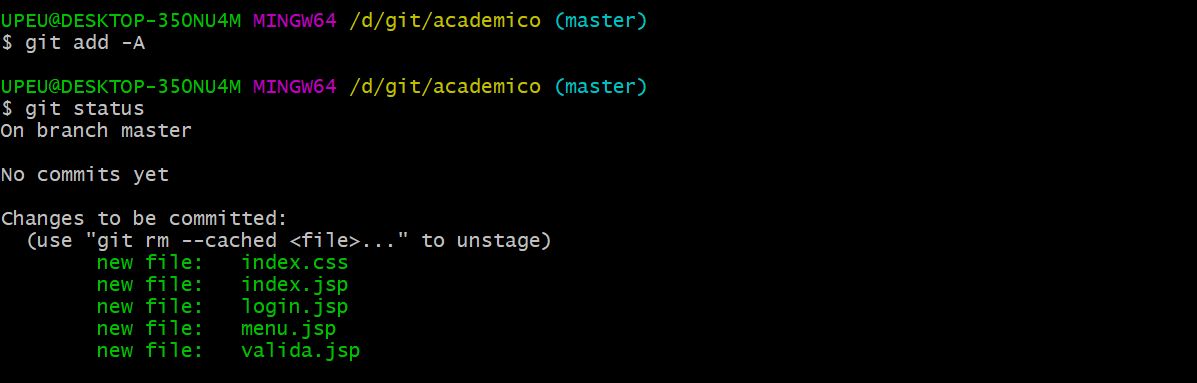 UPEU@DESKTOP-350NU4M MINGW64 /d/git/academico (master)
$ git add -A
UPEU@DESKTOP-350NU4M MINGW64 /d/git/academico (master)
$ git status
On branch master
No commits yet
Changes to be committed:
  (use "git rm --cached <file>..." to unstage)
        new file:   index.css
        new file:   index.jsp
        new file:   login.jsp
        new file:   menu.jsp
        new file:   valida.jsp